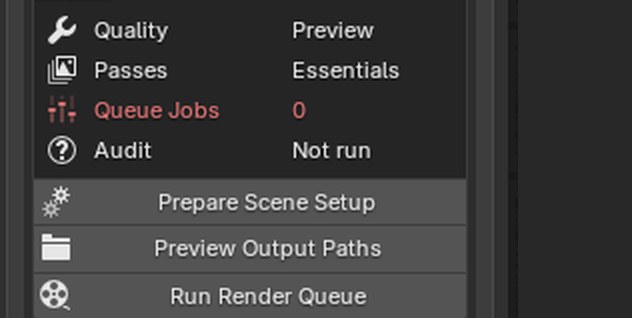 Quality Preview
Passes Essentials
Queue Jobs 0
Audit Not run
Prepare Scene Setup
Preview Output Paths
Run Render Queue